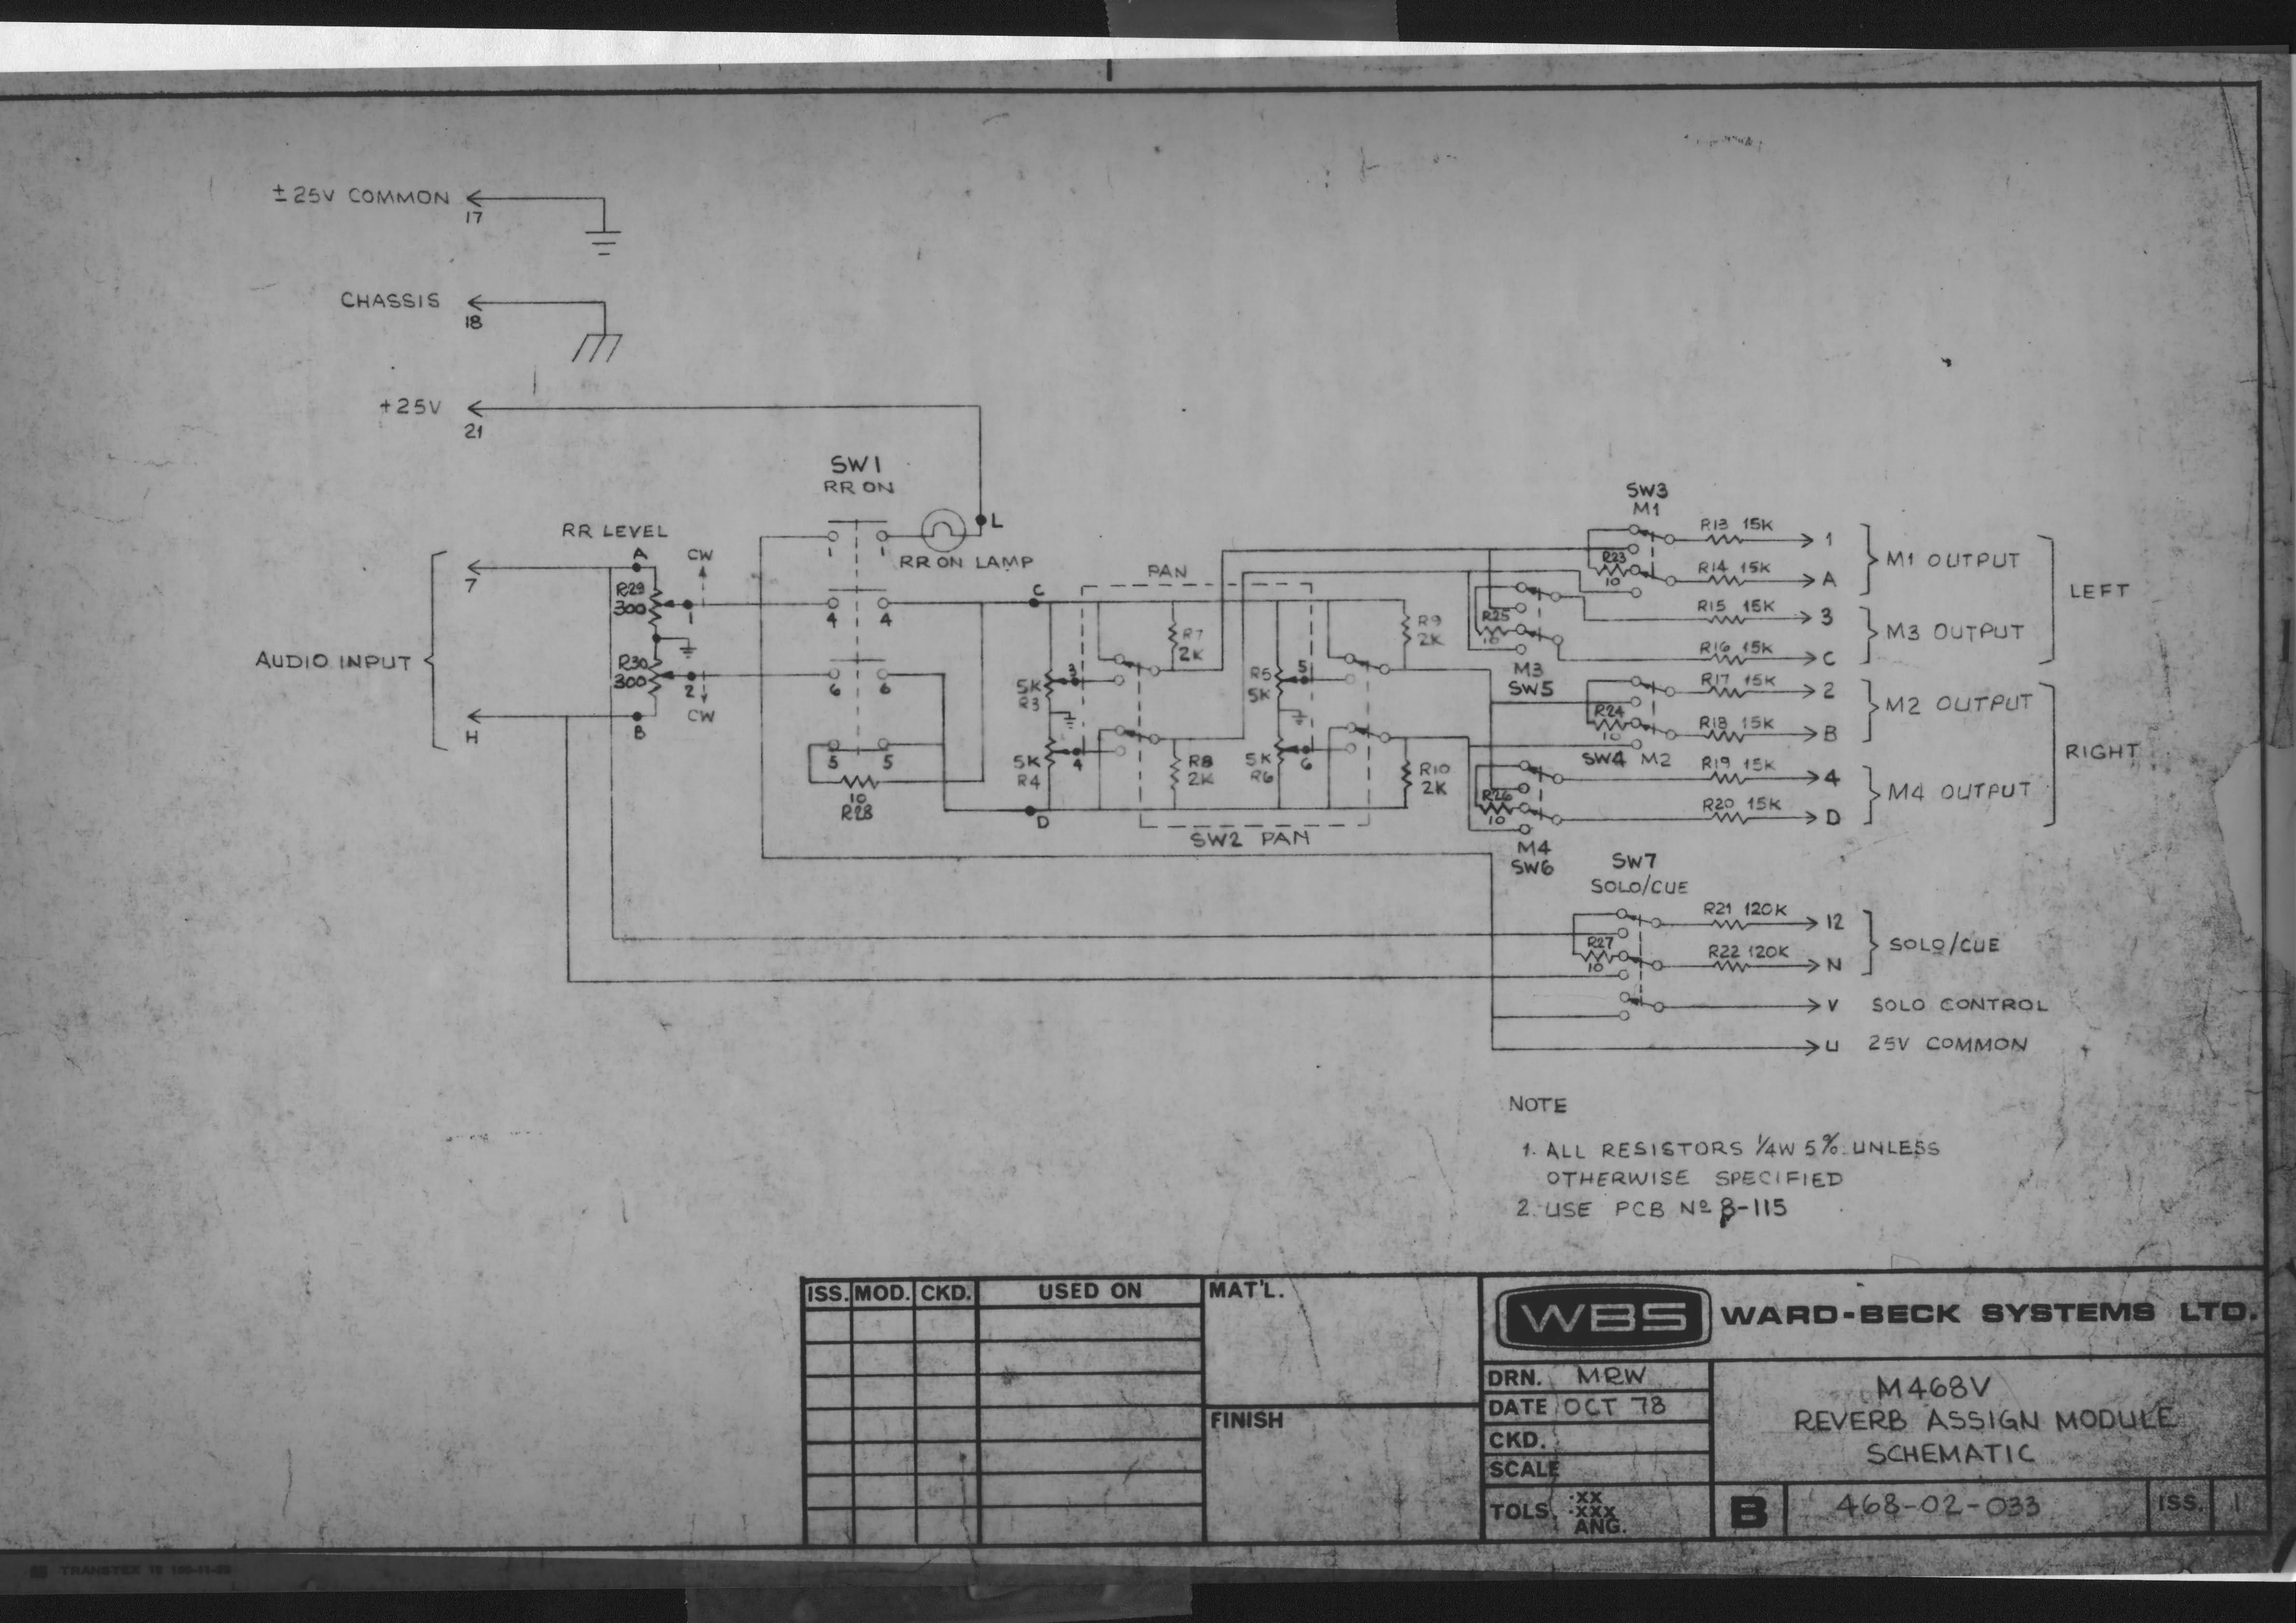 ±25V COMMON
17
CHASSIS
18
+25V
21
SW1
RR ON
L
RR ON LAMP
RR LEVEL
A
CW
7
R29
300
1
R30
300
2
CW
B
H
AUDIO INPUT
1 1
4 4
6 6
5 5
10
R28
C
PAN
3
5K
R3
5K
R4
4
R7
2K
R8
2K
R5
5K
5
5K
R6
6
R9
2K
R10
2K
D
SW2 PAN
SW3
M1
R23
10
R25
10
M3
SW5
R24
10
SW4 M2
R26
10
M4
SW6
R13 15K 1
R14 15K A
M1 OUTPUT
R15 15K 3
R16 15K C
M3 OUTPUT
LEFT
R17 15K 2
R18 15K B
M2 OUTPUT
R19 15K 4
R20 15K D
M4 OUTPUT
RIGHT
SW7
SOLO/CUE
R27
10
R21 120K 12
R22 120K N
SOLO/CUE
V SOLO CONTROL
U 25V COMMON
NOTE
1. ALL RESISTORS 1/4W 5% UNLESS
OTHERWISE SPECIFIED
2. USE PCB Nº B-115
ISS. MOD. CKD. USED ON
MAT'L.
FINISH
WBS WARD-BECK SYSTEMS LTD.
DRN. MRW
DATE OCT 78
CKD.
SCALE
TOLS. .XX
.XXX
ANG.
M468V
REVERB ASSIGN MODULE
SCHEMATIC
B 468-02-033 ISS. 1